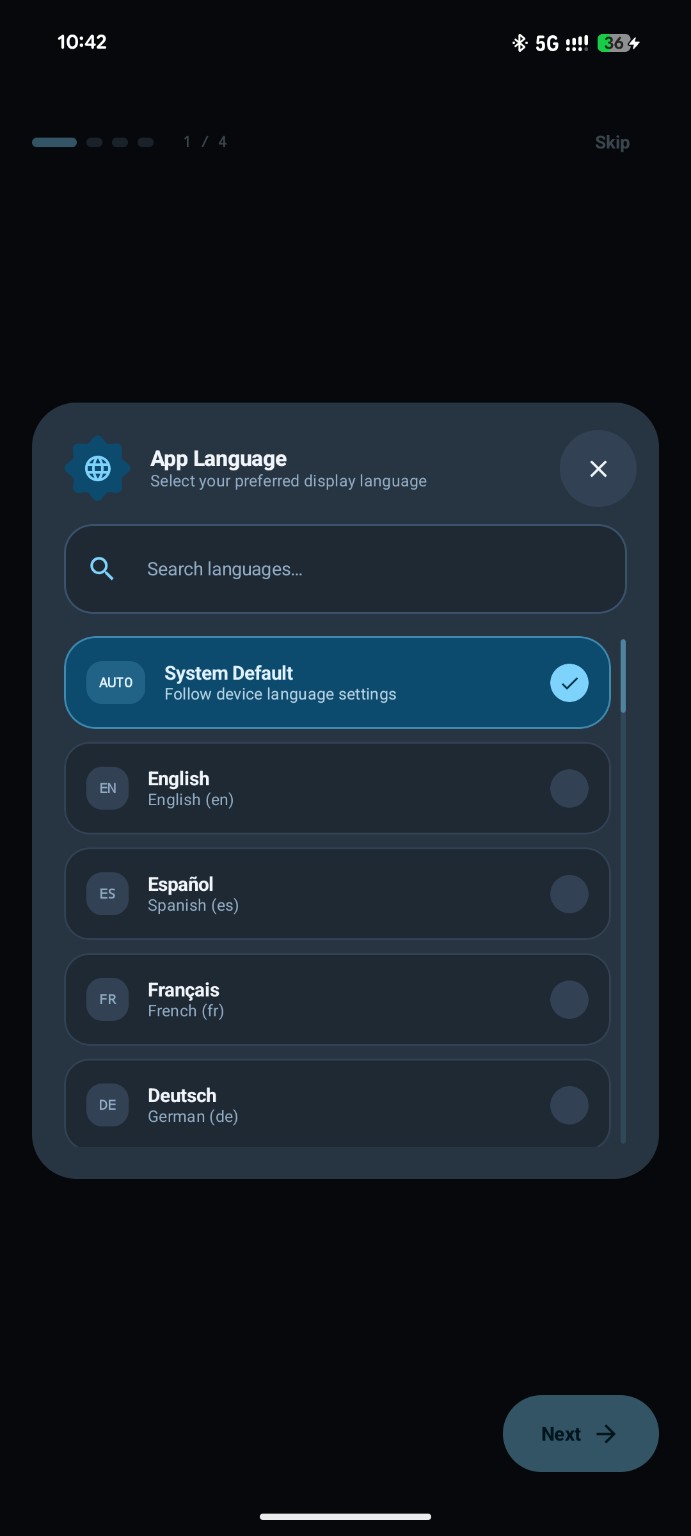 10:42
5G
36
1 / 4
Skip
App Language
Select your preferred display language
Search languages...
AUTO
System Default
Follow device language settings
EN
English
English (en)
ES
Español
Spanish (es)
FR
Français
French (fr)
DE
Deutsch
German (de)
Next